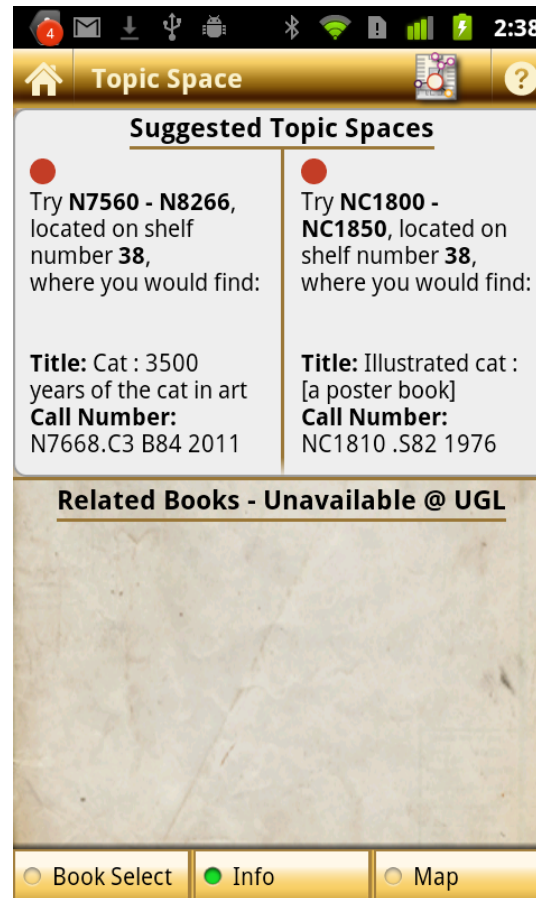 4
2:38
Topic Space
?
Suggested Topic Spaces
Try N7560 - N8266,
located on shelf
number 38,
where you would find:
Title: Cat : 3500
years of the cat in art
Call Number:
N7668.C3 B84 2011
Try NC1800 -
NC1850, located on
shelf number 38,
where you would find:
Title: Illustrated cat :
[a poster book]
Call Number:
NC1810 .S82 1976
Related Books - Unavailable @ UGL
Book Select
Info
Map